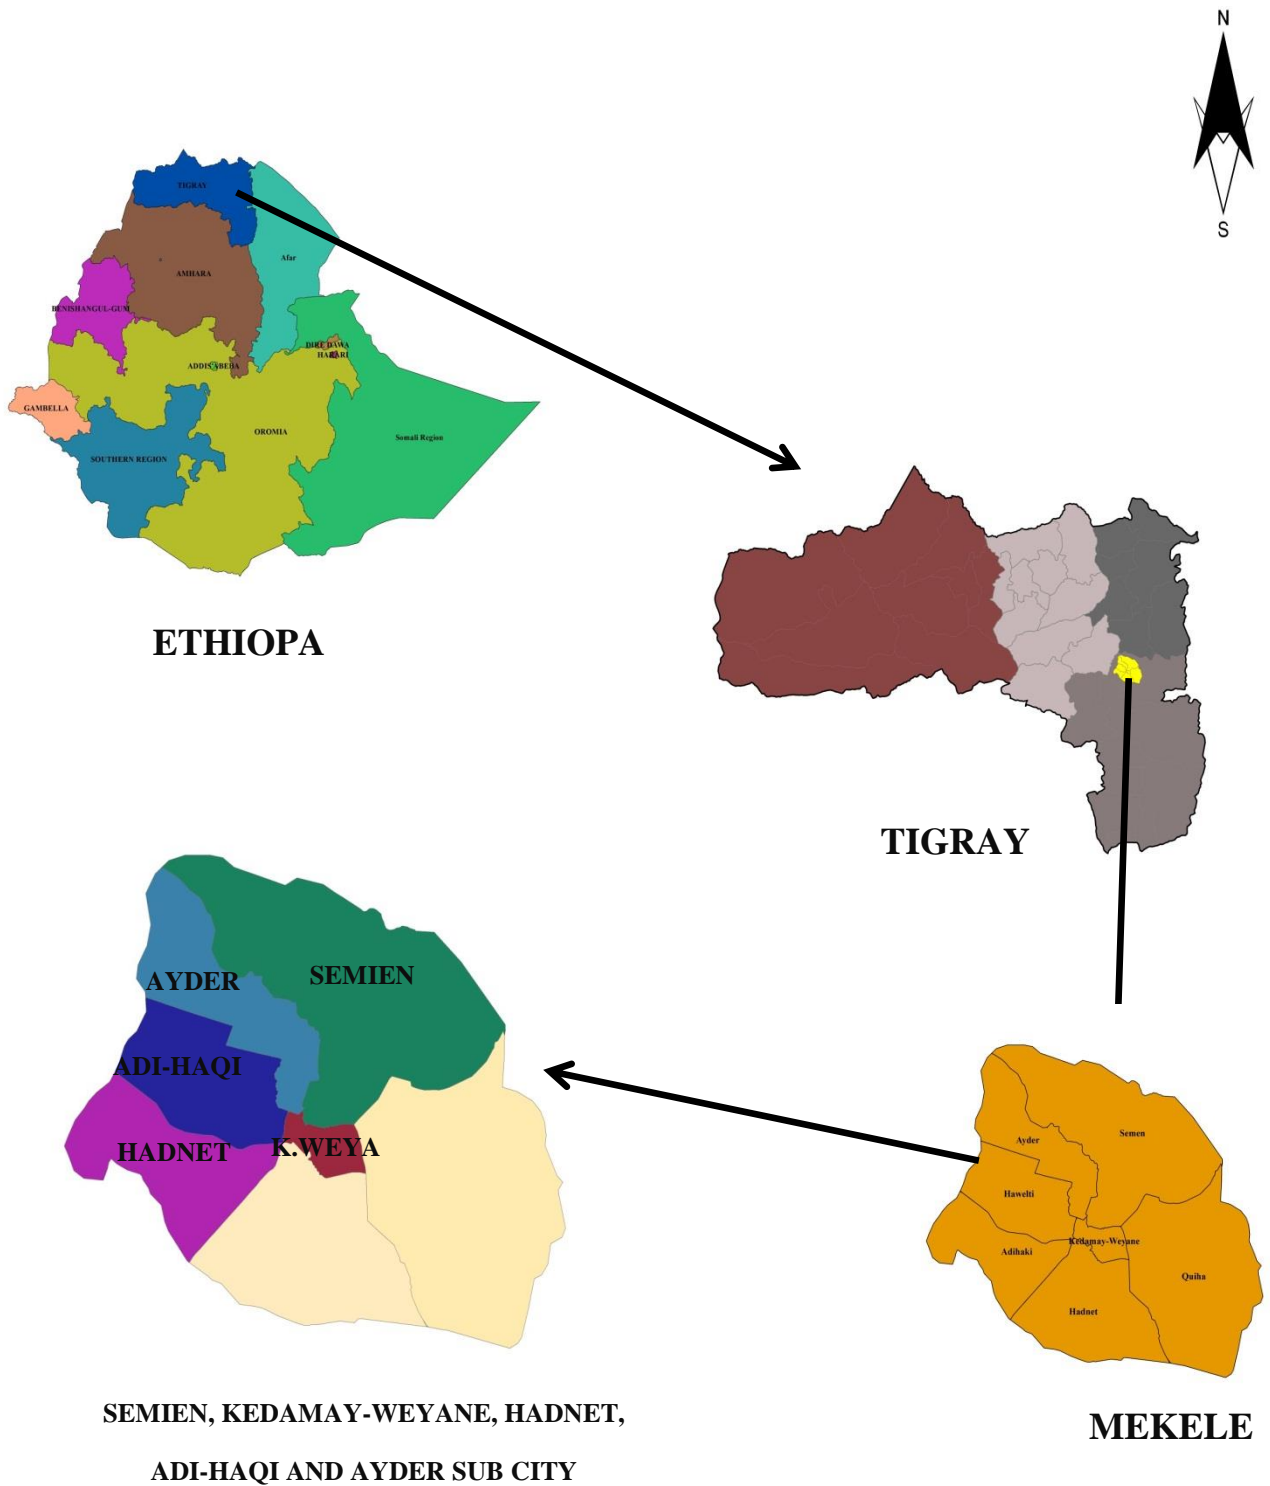 N
S
TIGRAY
Afar
AMHARA
BENISHANGUL-GUM
DIRE DAWA
HARARI
ADDIS ABEBA
GAMBELLA
OROMIA
Somali Region
SOUTHERN REGION
ETHIOPA
TIGRAY
AYDER
SEMIEN
ADI-HAQI
HADNET
K.WEYA
Semen
Ayder
Hawelti
Kedamay-Weyane
Adihaki
Quiha
Hadnet
MEKELE
SEMIEN, KEDAMAY-WEYANE, HADNET,
ADI-HAQI AND AYDER SUB CITY